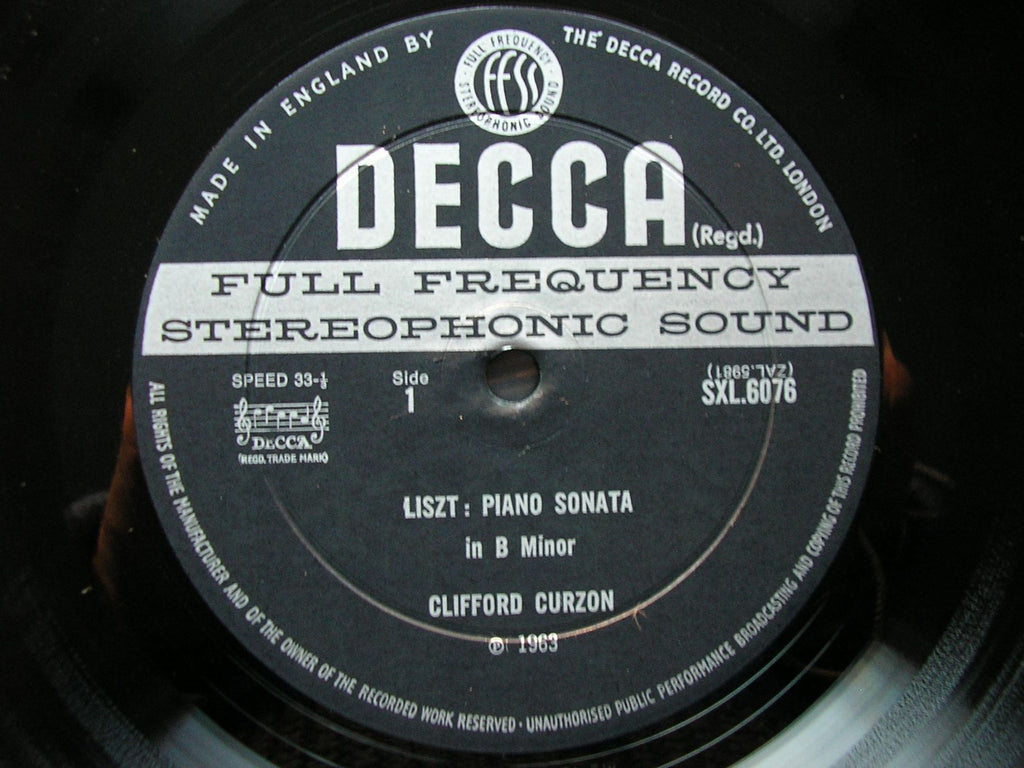 MADE IN ENGLAND BY
THE DECCA RECORD CO. LTD. LONDON
· FULL FREQUENCY · STEREOPHONIC SOUND
FFSS
DECCA (Regd.)
FULL FREQUENCY
STEREOPHONIC SOUND
SPEED 33-⅓
Side
1
(ZAL.5981)
SXL.6076
DECCA
(REGD. TRADE MARK)
LISZT: PIANO SONATA
in B Minor
CLIFFORD CURZON
℗ 1963
ALL RIGHTS OF THE MANUFACTURER AND OF THE OWNER OF THE RECORDED WORK RESERVED · UNAUTHORISED PUBLIC PERFORMANCE BROADCASTING AND COPYING OF THIS RECORD PROHIBITED